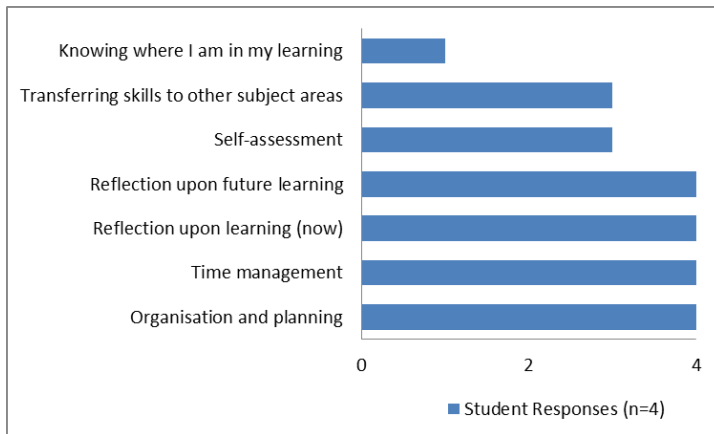 Knowing where I am in my learning
Transferring skills to other subject areas
Self-assessment
Reflection upon future learning
Reflection upon learning (now)
Time management
Organisation and planning
0 2 4
Student Responses (n=4)